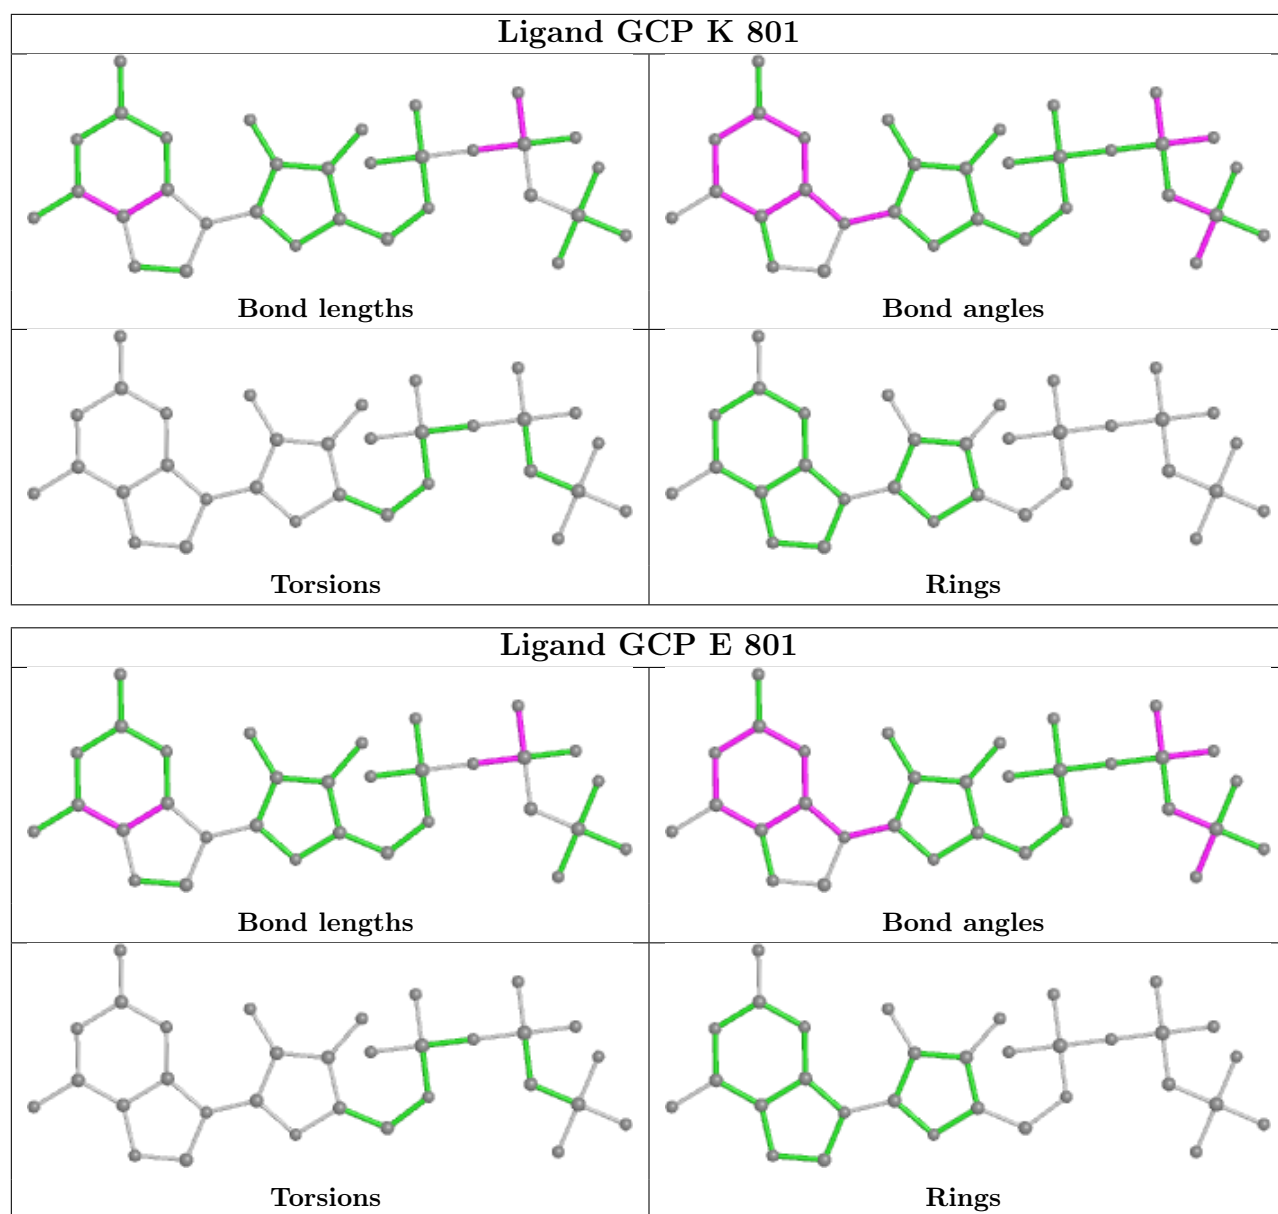 Ligand GCP K 801
Bond lengths
Bond angles
Torsions
Rings
Ligand GCP E 801
Bond lengths
Bond angles
Torsions
Rings